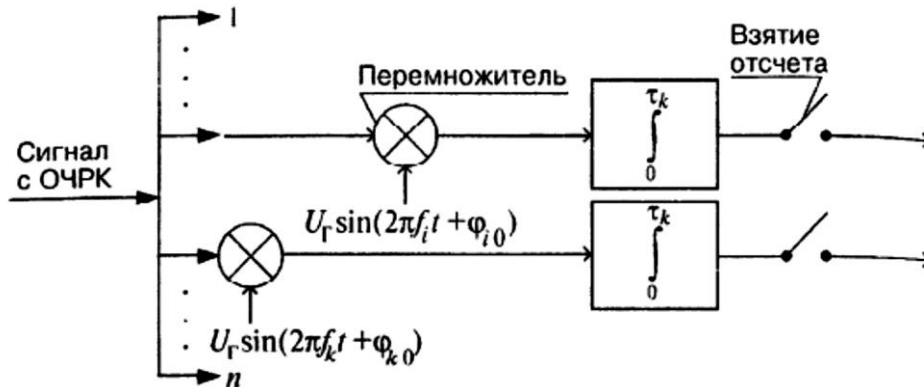 1
Взятие
отсчета
Перемножитель
τk
∫
0
Сигнал
с ОЧРК
Uг sin(2πfit + φi0)
τk
∫
0
Uг sin(2πfkt + φk0)
n